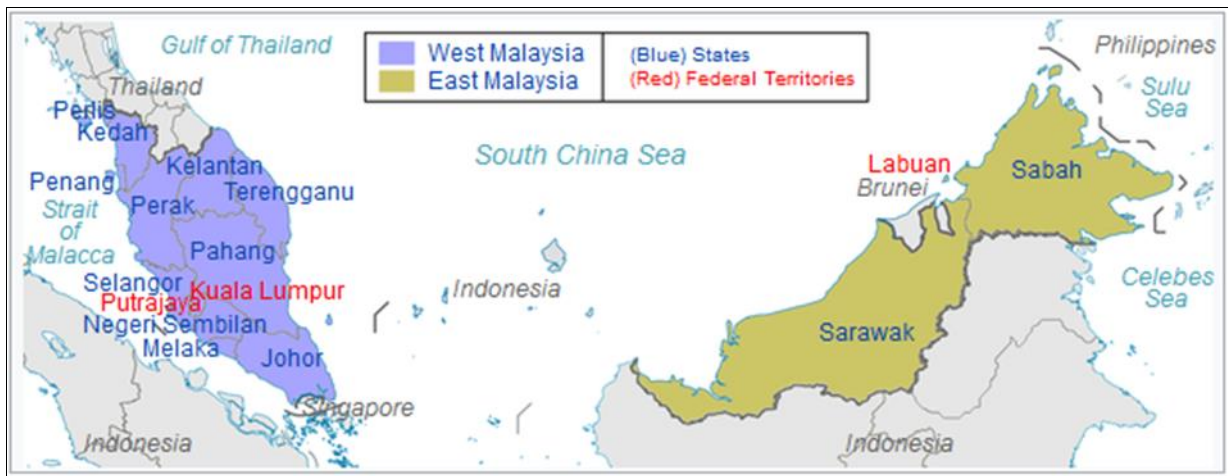 Gulf of Thailand
West Malaysia
(Blue) States
East Malaysia
(Red) Federal Territories
Philippines
Sulu
Sea
Thailand
Perlis
Kedah
Kelantan
Terengganu
Penang
Perak
Strait
of
Malacca
Pahang
Selangor
Kuala Lumpur
Putrajaya
Negeri Sembilan
Melaka
Johor
Singapore
Indonesia
South China Sea
Indonesia
Labuan
Brunei
Sabah
Sarawak
Celebes
Sea
Indonesia